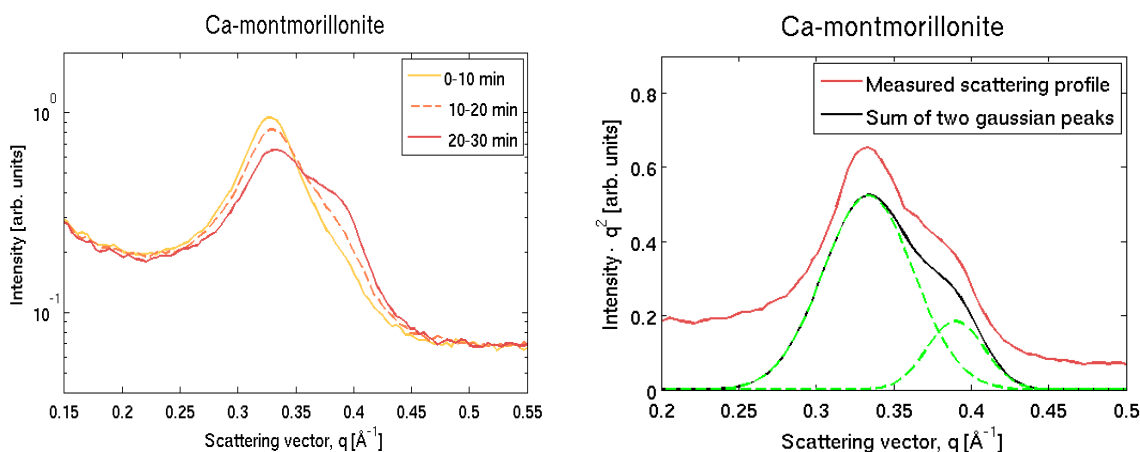 Ca-montmorillonite
Intensity [arb. units]
10⁰
10⁻¹
0-10 min
10-20 min
20-30 min
0.15 0.2 0.25 0.3 0.35 0.4 0.45 0.5 0.55
Scattering vector, q [Å⁻¹]
Ca-montmorillonite
Intensity · q² [arb. units]
0.8
0.6
0.4
0.2
0
Measured scattering profile
Sum of two gaussian peaks
0.2 0.25 0.3 0.35 0.4 0.45 0.5
Scattering vector, q [Å⁻¹]